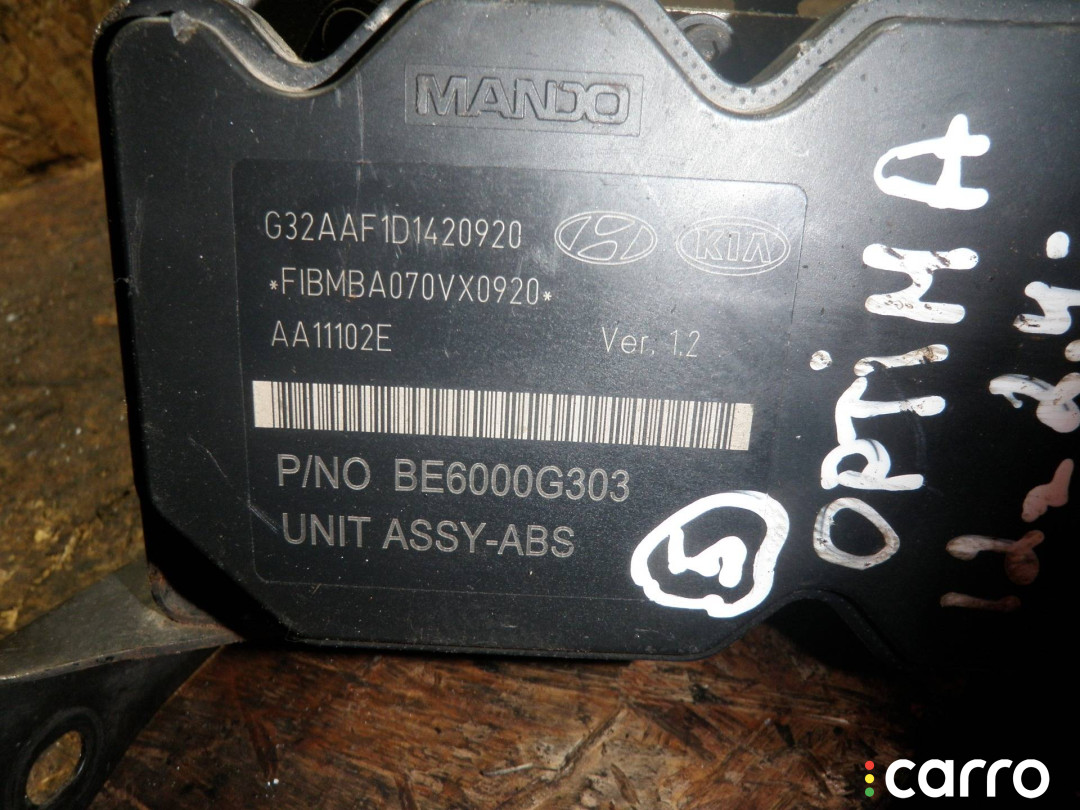 MANDO
G32AAF1D1420920
KIA
*FIBMBA070VX0920*
AA11102E Ver. 1.2
P/NO BE6000G303
UNIT ASSY-ABS
S
OPTiMA
carro